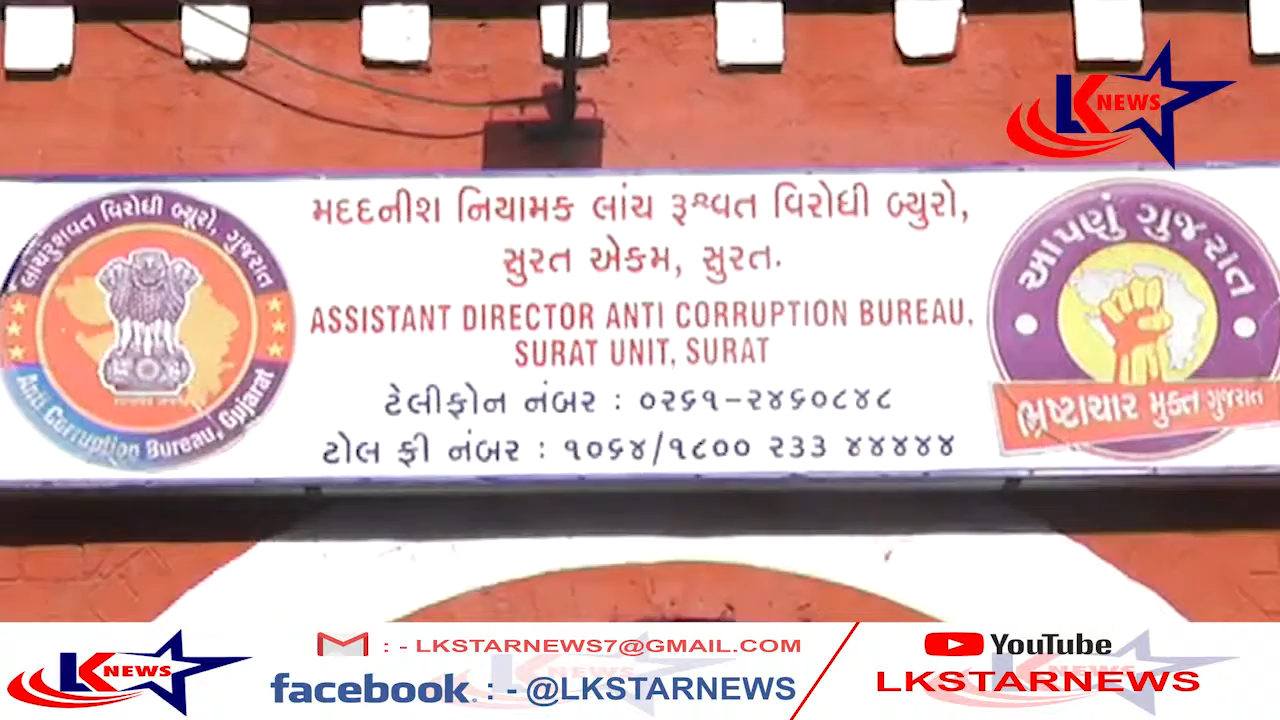 LK NEWS
મદદનીશ નિયામક લાંચ રૂશ્વત વિરોધી બ્યુરો,
સુરત એકમ, સુરત.
ASSISTANT DIRECTOR ANTI CORRUPTION BUREAU,
SURAT UNIT, SURAT
ટેલીફોન નંબર : ૦૨૬૧-૨૪૬૦૮૪૮
ટોલ ફ્રી નંબર : ૧૦૬૪/૧૮૦૦ ૨૩૩ ૪૪૪૪૪
લાંચરુશવત વિરોધી બ્યૂરો, ગુજરાત
Anti Corruption Bureau, Gujarat
આપણું ગુજરાત
ભ્રષ્ટાચાર મુક્ત ગુજરાત
LK NEWS
: - LKSTARNEWS7@GMAIL.COM
facebook. : - @LKSTARNEWS
YouTube
LKSTARNEWS